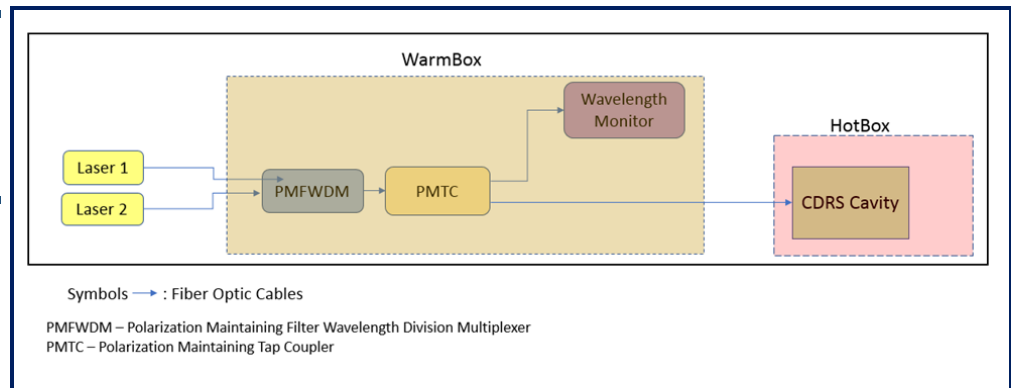 WarmBox
Wavelength
Monitor
HotBox
Laser 1
PMFWDM
PMTC
CDRS Cavity
Laser 2
Symbols : Fiber Optic Cables
PMFWDM – Polarization Maintaining Filter Wavelength Division Multiplexer
PMTC – Polarization Maintaining Tap Coupler